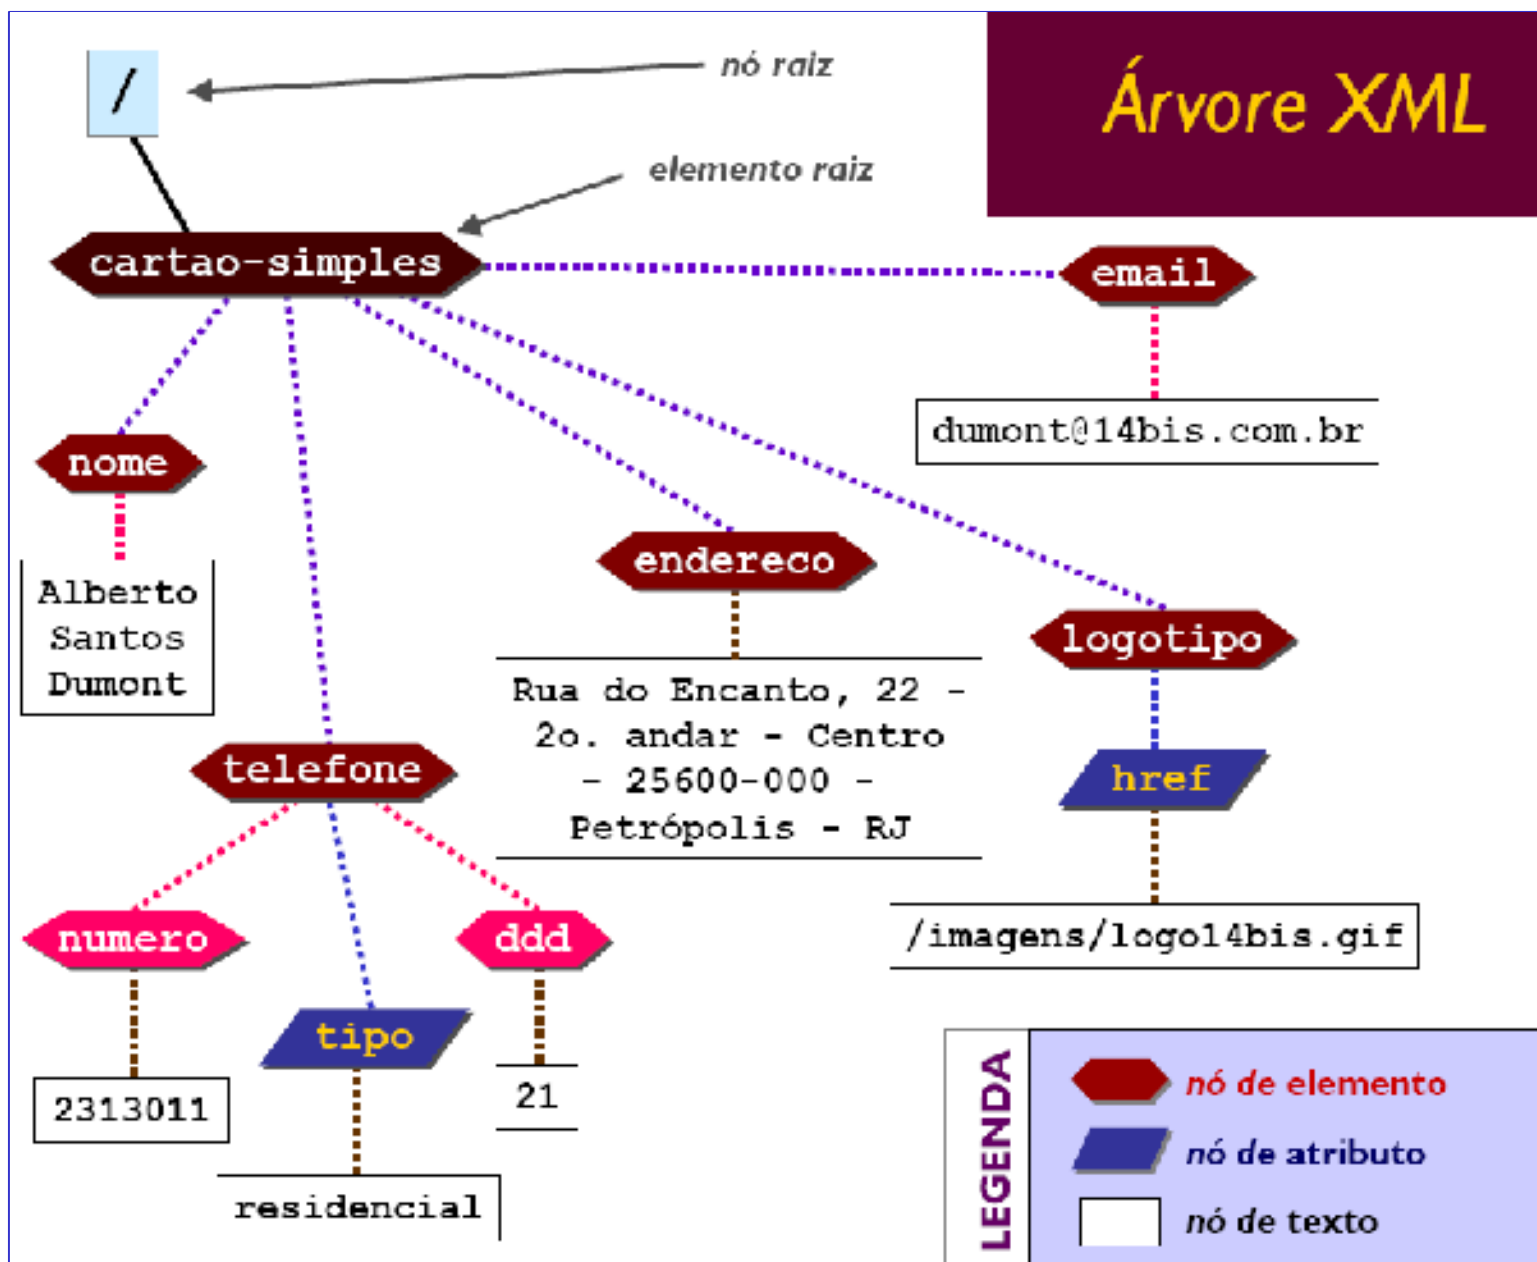 /
nó raiz
Árvore XML
elemento raiz
cartao-simples
email
dumont@14bis.com.br
nome
Alberto
Santos
Dumont
endereco
Rua do Encanto, 22 -
2o. andar - Centro
- 25600-000 -
Petrópolis - RJ
logotipo
href
/imagens/logo14bis.gif
telefone
numero
ddd
tipo
2313011
21
residencial
LEGENDA
nó de elemento
nó de atributo
nó de texto